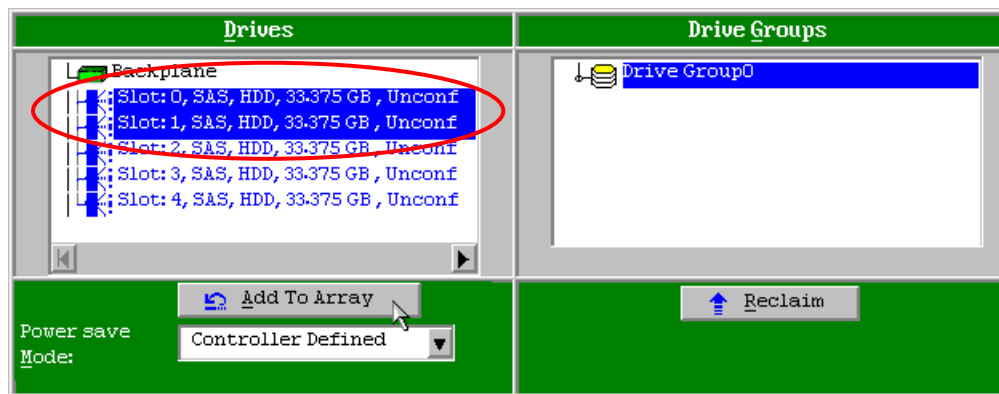 Drives
Drive Groups
Backplane
Slot: 0, SAS, HDD, 33.375 GB , Unconf
Slot: 1, SAS, HDD, 33.375 GB , Unconf
Slot: 2, SAS, HDD, 33.375 GB , Unconf
Slot: 3, SAS, HDD, 33.375 GB , Unconf
Slot: 4, SAS, HDD, 33.375 GB , Unconf
Drive Group0
Add To Array
Reclaim
Power save
Mode:
Controller Defined